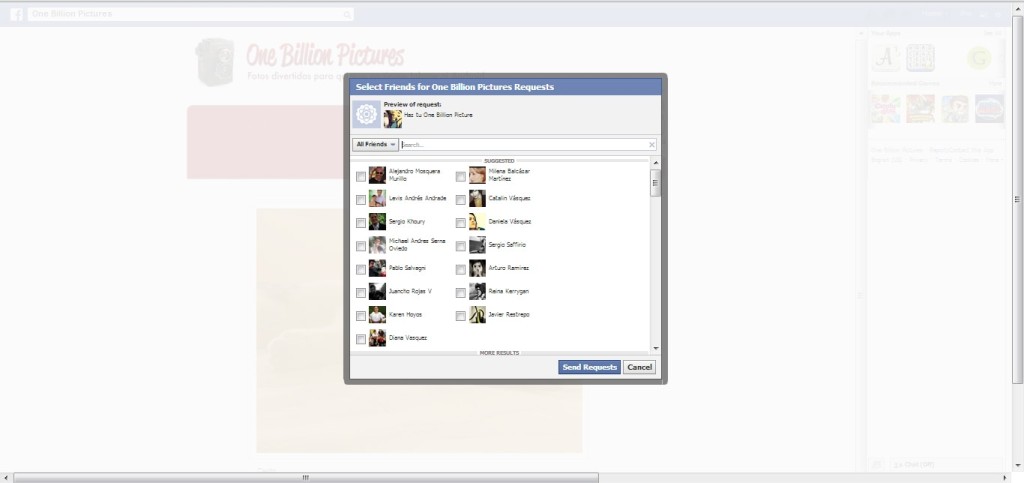 One Billion Pictures
One Billion Pictures
Fotos divertidas para
Select Friends for One Billion Pictures Requests
Preview of request:
Haz tu One Billion Picture
All Friends
Search...
SUGGESTED
Alejandro Mosquera Murillo
Milena Balcázar Martines
Levis Andrés Andrade
Catalin Vásquez
Sergio Khoury
Daniela Vásquez
Michael Andres Serna Oviedo
Sergio Saffirio
Pablo Salvagni
Arturo Ramirez
Juancho Rojas V
Raina Kerrygan
Karen Hoyos
Javier Restrepo
Diana Vasquez
MORE RESULTS
Send Requests
Cancel